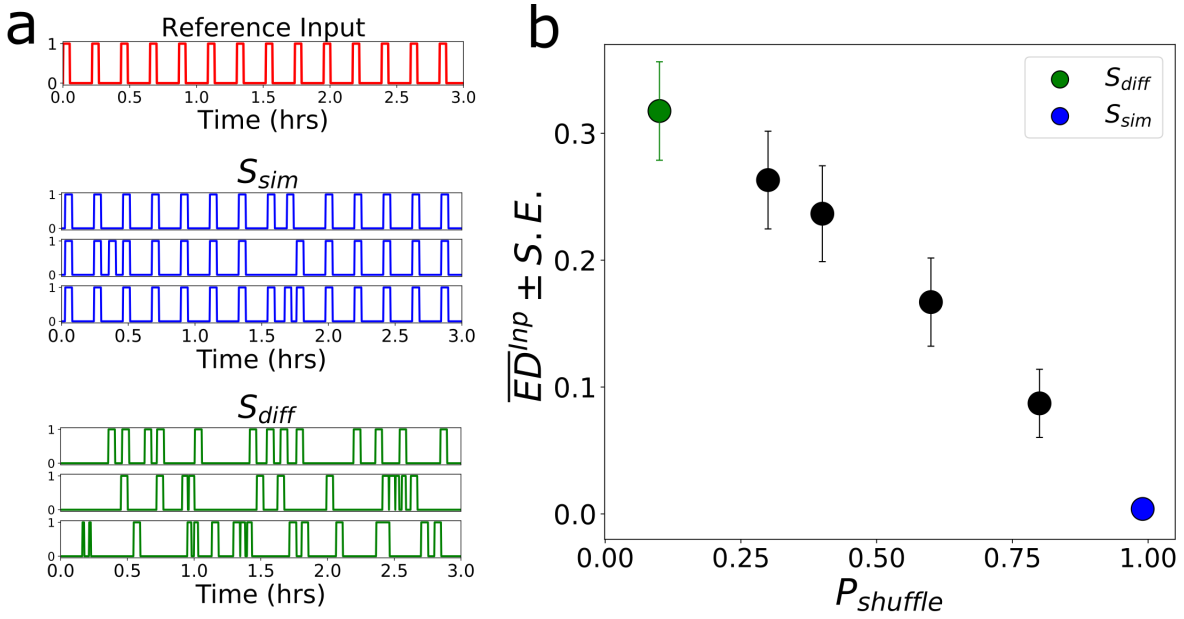 a
Reference Input
1
0
0.0 0.5 1.0 1.5 2.0 2.5 3.0
Time (hrs)
S_sim
1
0
1
0
1
0
0.0 0.5 1.0 1.5 2.0 2.5 3.0
Time (hrs)
S_diff
1
0
1
0
1
0
0.0 0.5 1.0 1.5 2.0 2.5 3.0
Time (hrs)
b
S_diff
S_sim
0.3
0.2
0.1
0.0
E̅D̅^Inp ± S.E.
0.00 0.25 0.50 0.75 1.00
P_shuffle